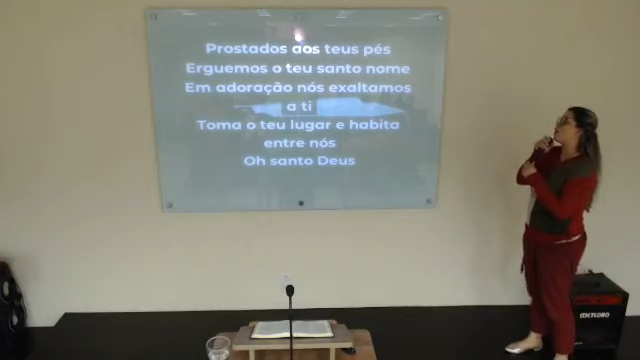 Prostados aos teus pés
Erguemos o teu santo nome
Em adoração nós exaltamos
a ti
Toma o teu lugar e habita
entre nós
Oh santo Deus
METEORO